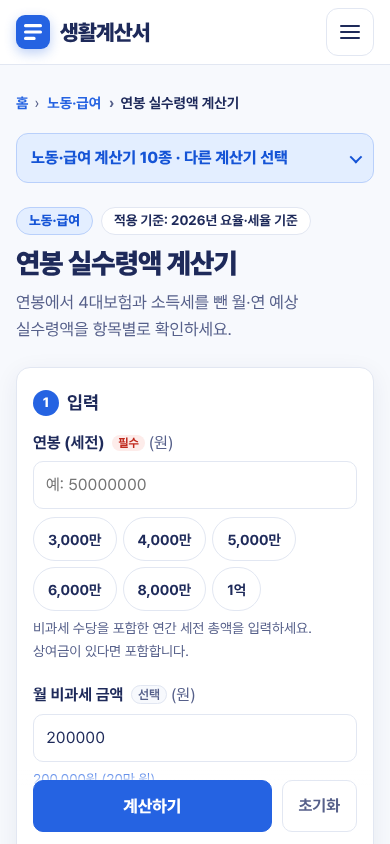 생활계산서
홈 › 노동·급여 › 연봉 실수령액 계산기
노동·급여 계산기 10종 · 다른 계산기 선택
노동·급여 적용 기준: 2026년 요율·세율 기준
연봉 실수령액 계산기
연봉에서 4대보험과 소득세를 뺀 월·연 예상
실수령액을 항목별로 확인하세요.
1 입력
연봉 (세전) 필수 (원)
예: 50000000
3,000만 4,000만 5,000만
6,000만 8,000만 1억
비과세 수당을 포함한 연간 세전 총액을 입력하세요.
상여금이 있다면 포함합니다.
월 비과세 금액 선택 (원)
200000
200,000원 (20만 원)
계산하기 초기화